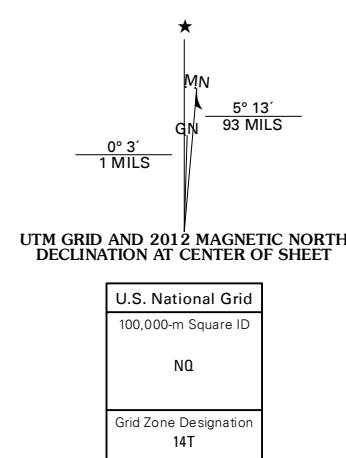 ★
MN
5° 13´
93 MILS
GN
0° 3´
1 MILS
UTM GRID AND 2012 MAGNETIC NORTH
DECLINATION AT CENTER OF SHEET
U.S. National Grid
100,000-m Square ID
NQ
Grid Zone Designation
14T